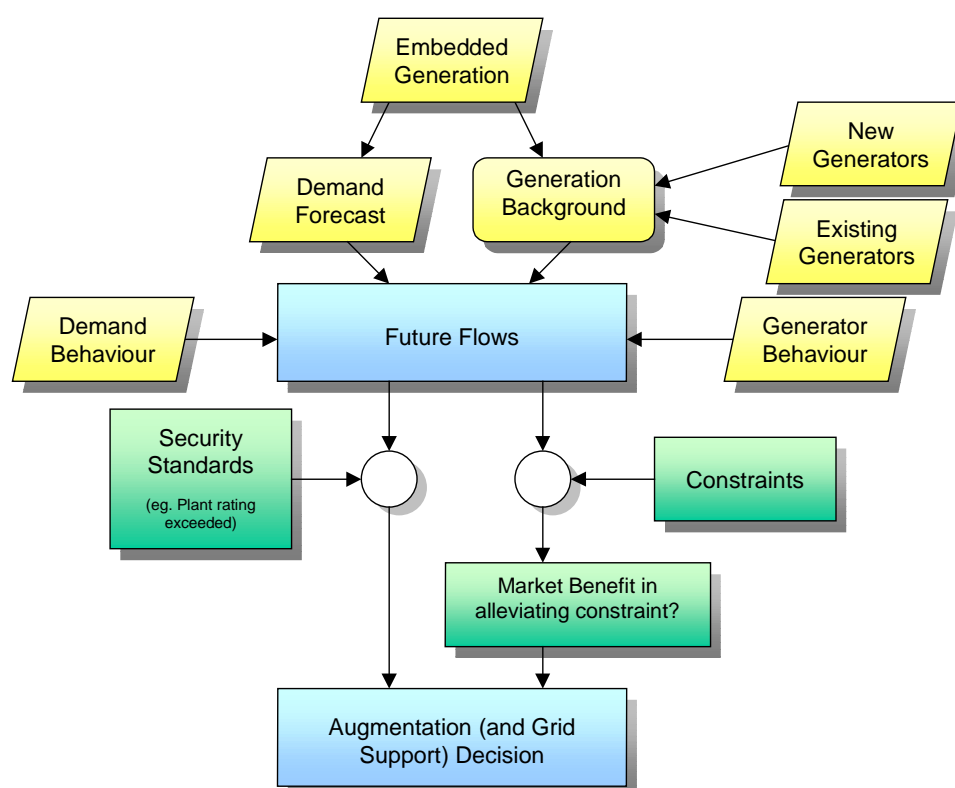 Embedded
Generation
New
Generators
Demand
Forecast
Generation
Background
Existing
Generators
Demand
Behaviour
Future Flows
Generator
Behaviour
Security
Standards
(eg. Plant rating
exceeded)
Constraints
Market Benefit in
alleviating constraint?
Augmentation (and Grid
Support) Decision